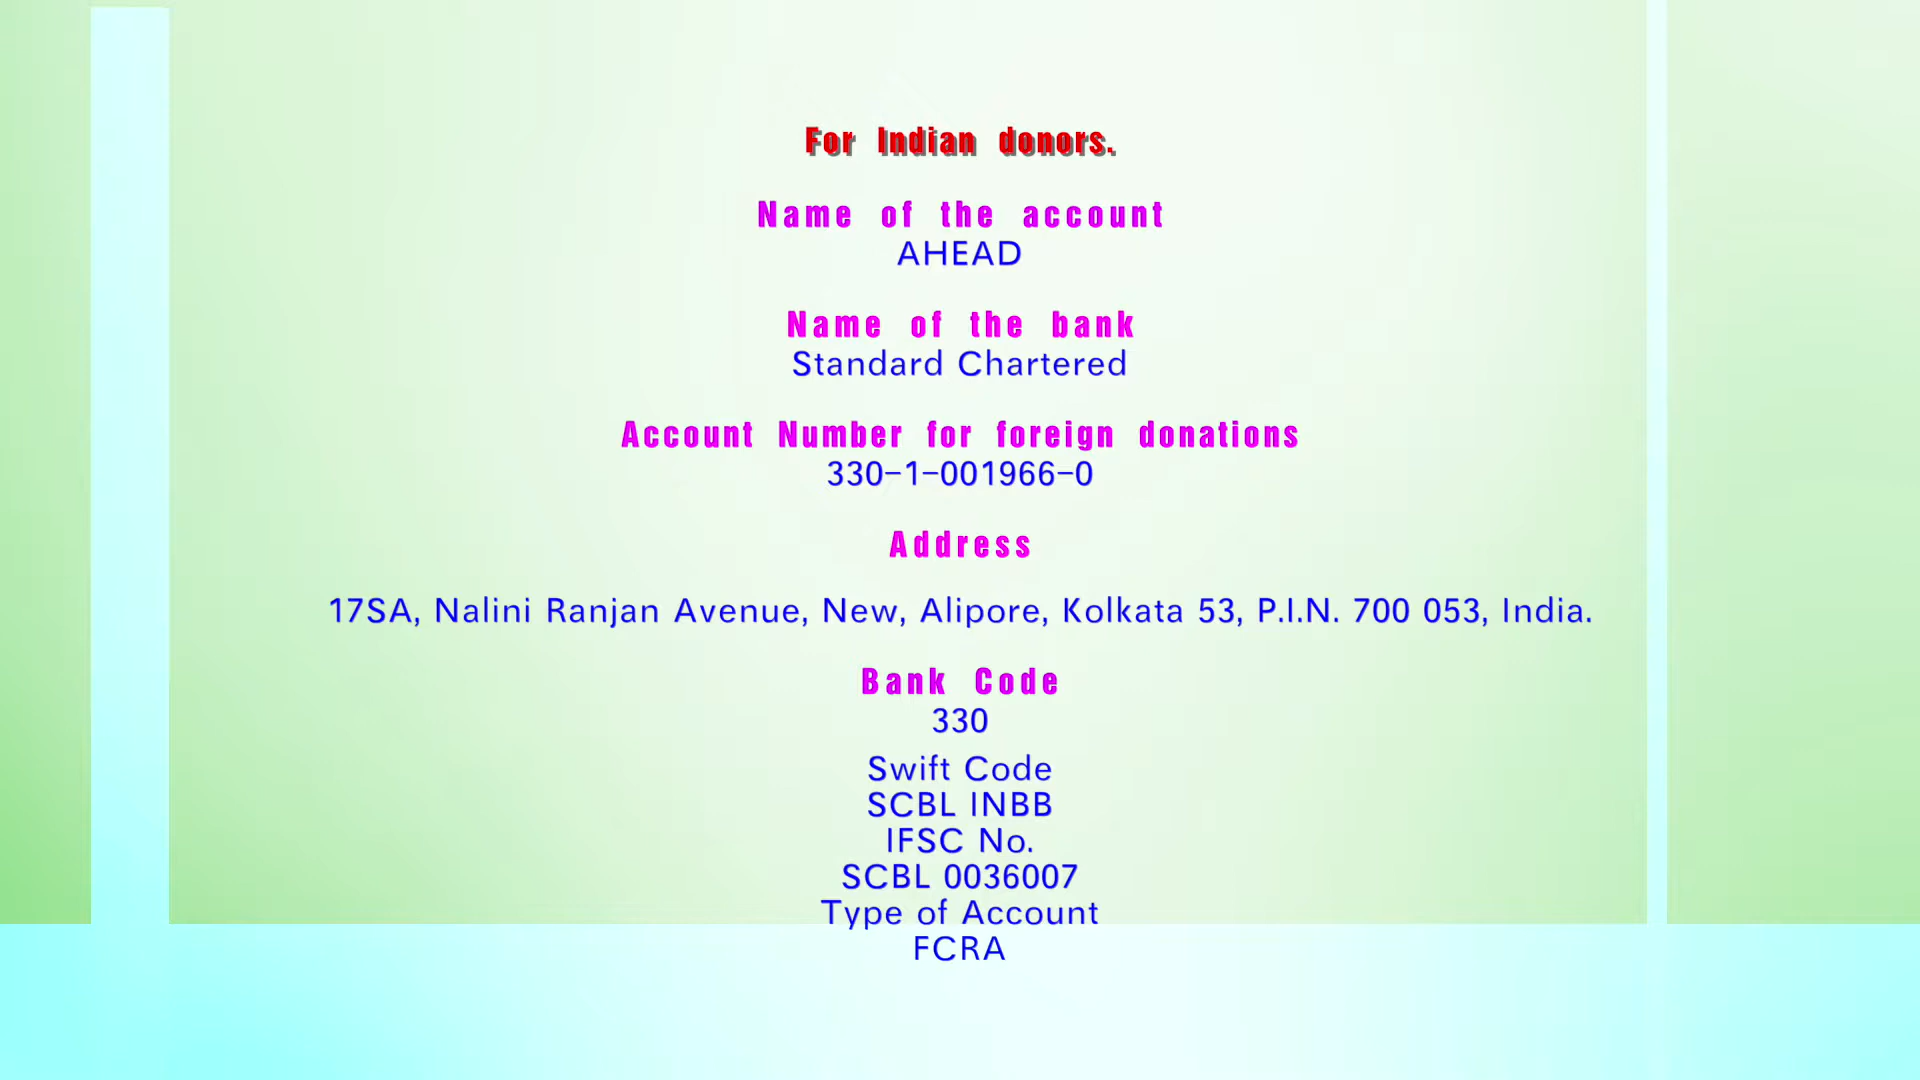 For Indian donors.
Name of the account
AHEAD
Name of the bank
Standard Chartered
Account Number for foreign donations
330-1-001966-0
Address
17SA, Nalini Ranjan Avenue, New, Alipore, Kolkata 53, P.I.N. 700 053, India.
Bank Code
330
Swift Code
SCBL INBB
IFSC No.
SCBL 0036007
Type of Account
FCRA